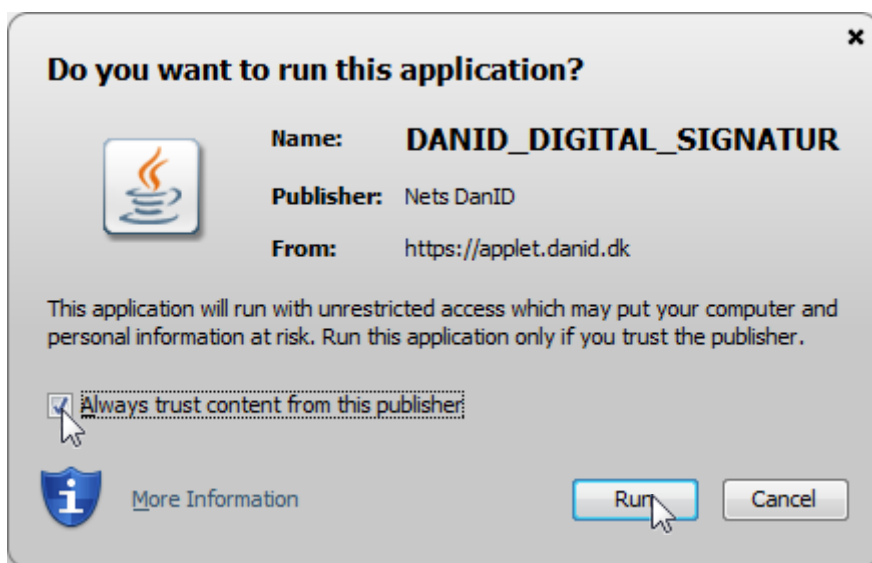 Do you want to run this application?
Name: DANID_DIGITAL_SIGNATUR
Publisher: Nets DanID
From: https://applet.danid.dk
This application will run with unrestricted access which may put your computer and
personal information at risk. Run this application only if you trust the publisher.
Always trust content from this publisher
More Information
Run
Cancel